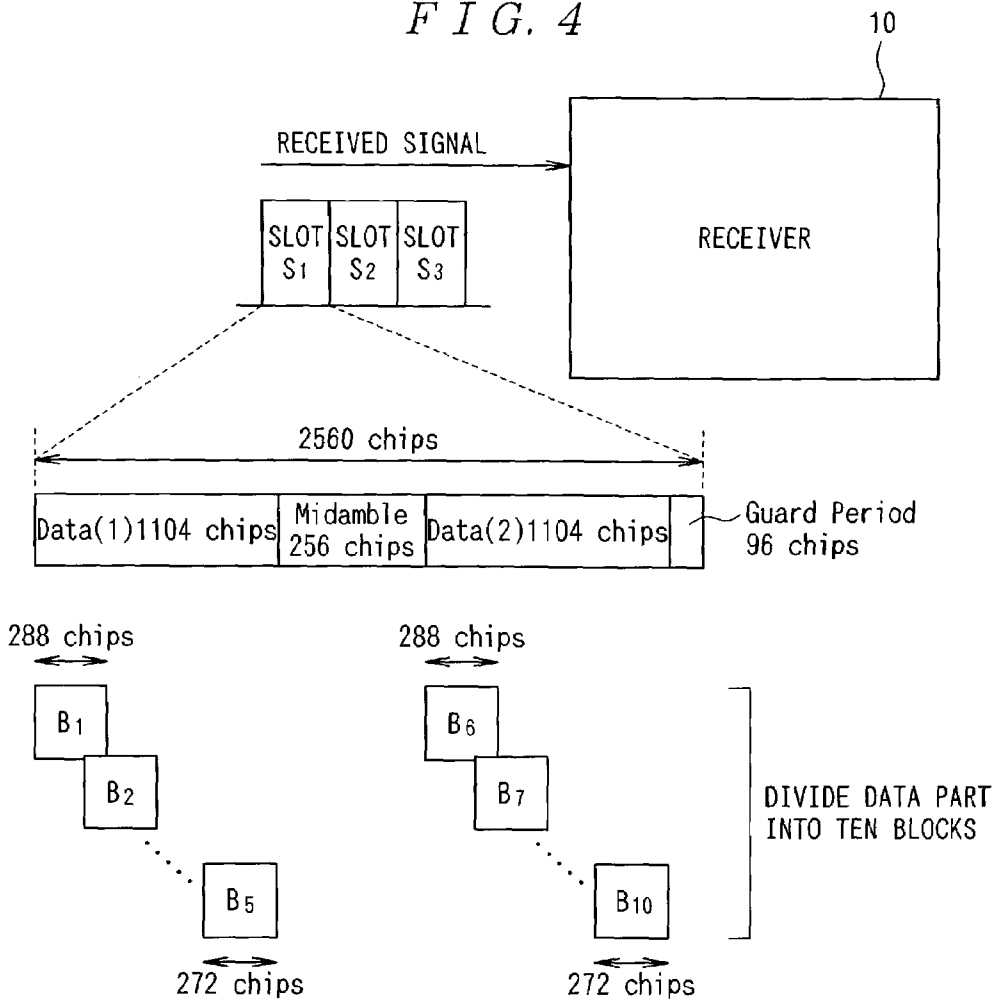 FIG. 4
10
RECEIVED SIGNAL
RECEIVER
SLOT S1
SLOT S2
SLOT S3
2560 chips
Data(1)1104 chips
Midamble
256 chips
Data(2)1104 chips
Guard Period
96 chips
288 chips
288 chips
B1
B6
B2
B7
DIVIDE DATA PART
INTO TEN BLOCKS
B5
B10
272 chips
272 chips